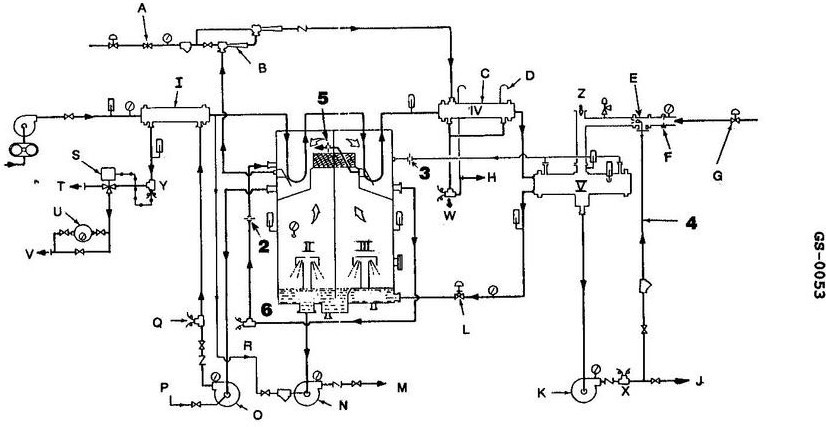 A
B
I
C
D
IV
Z
E
F
G
5
3
S
T
Y
U
V
H
W
V
4
2
II
III
6
L
Q
R
Z
P
O
N
M
K
X
J
GS-0053